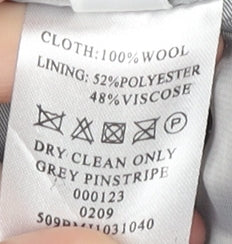 CLOTH:100%WOOL
LINING: 52%POLYESTER
48%VISCOSE
P
DRY CLEAN ONLY
GREY PINSTRIPE
000123
0209